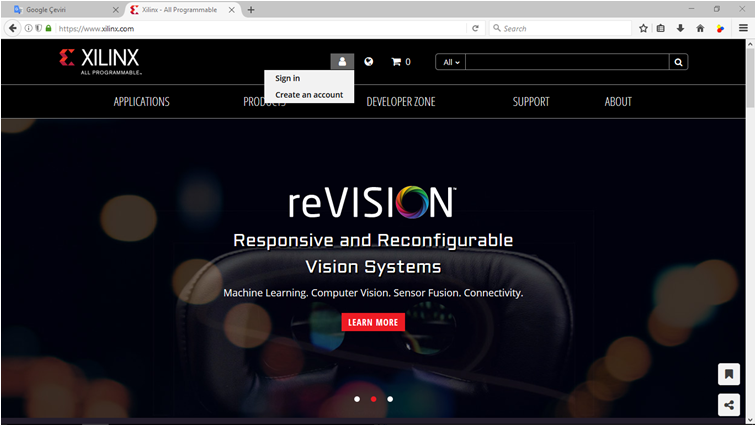 Google Çeviri
Xilinx - All Programmable
https://www.xilinx.com
Search
XILINX
ALL PROGRAMMABLE™
0
All
Sign in
Create an account
APPLICATIONS
PRODUCTS
DEVELOPER ZONE
SUPPORT
ABOUT
reVISION™
Responsive and Reconfigurable
Vision Systems
Machine Learning. Computer Vision. Sensor Fusion. Connectivity.
LEARN MORE